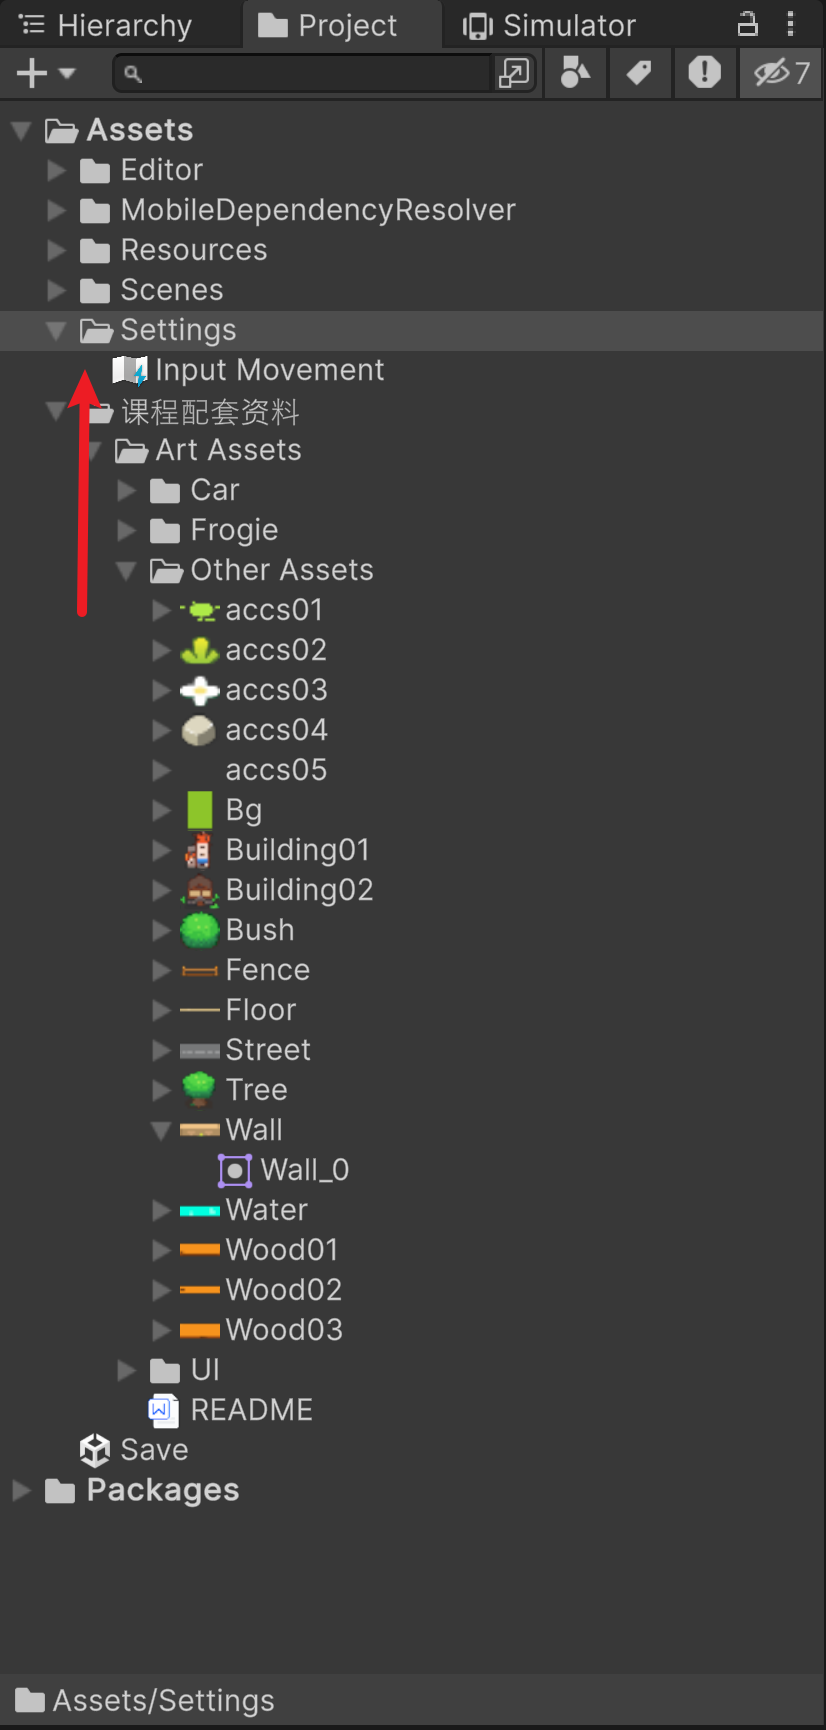 Hierarchy Project Simulator
7
Assets
Editor
MobileDependencyResolver
Resources
Scenes
Settings
Input Movement
课程配套资料
Art Assets
Car
Frogie
Other Assets
accs01
accs02
accs03
accs04
accs05
Bg
Building01
Building02
Bush
Fence
Floor
Street
Tree
Wall
Wall_0
Water
Wood01
Wood02
Wood03
UI
README
Save
Packages
Assets/Settings